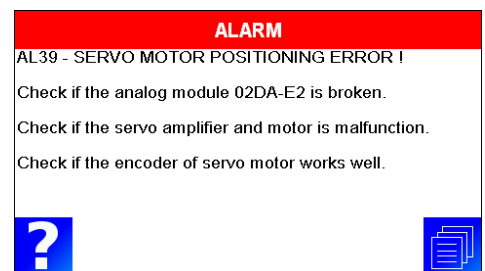 ALARM
AL39 - SERVO MOTOR POSITIONING ERROR !
Check if the analog module 02DA-E2 is broken.
Check if the servo amplifier and motor is malfunction.
Check if the encoder of servo motor works well.
?